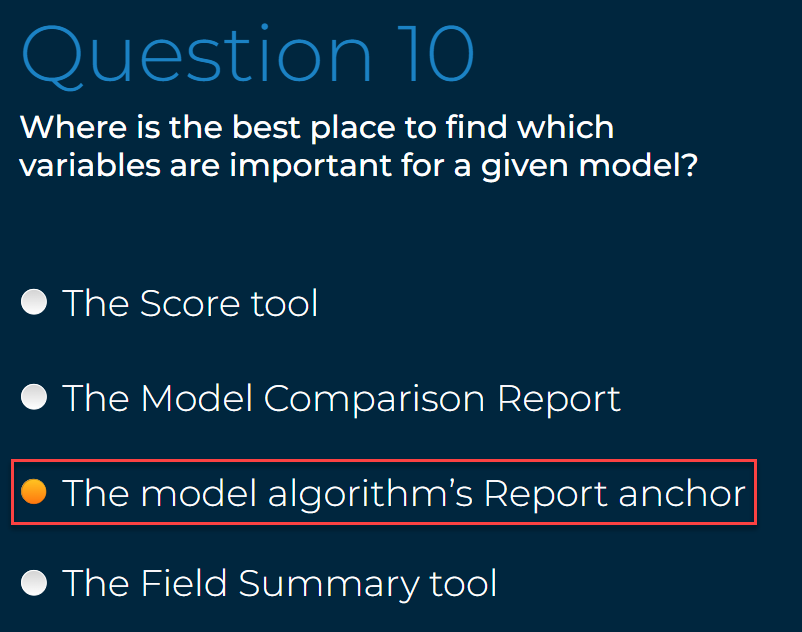 Question 10
Where is the best place to find which
variables are important for a given model?
The Score tool
The Model Comparison Report
The model algorithm’s Report anchor
The Field Summary tool